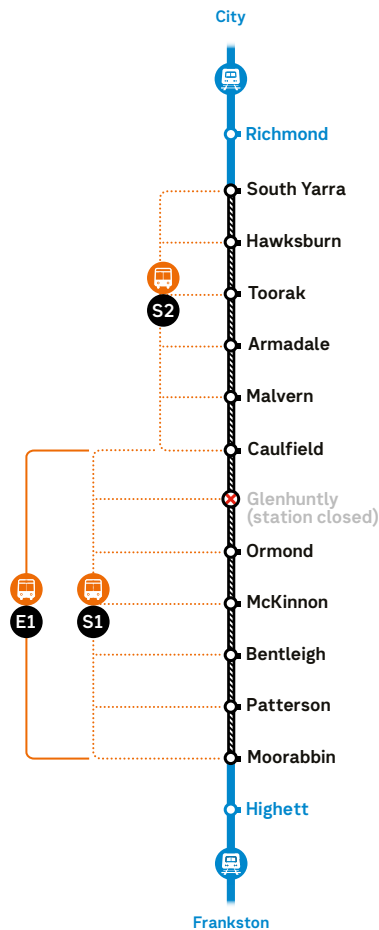 City
Richmond
South Yarra
Hawksburn
Toorak
S2
Armadale
Malvern
Caulfield
Glenhuntly
(station closed)
Ormond
McKinnon
E1
S1
Bentleigh
Patterson
Moorabbin
Highett
Frankston